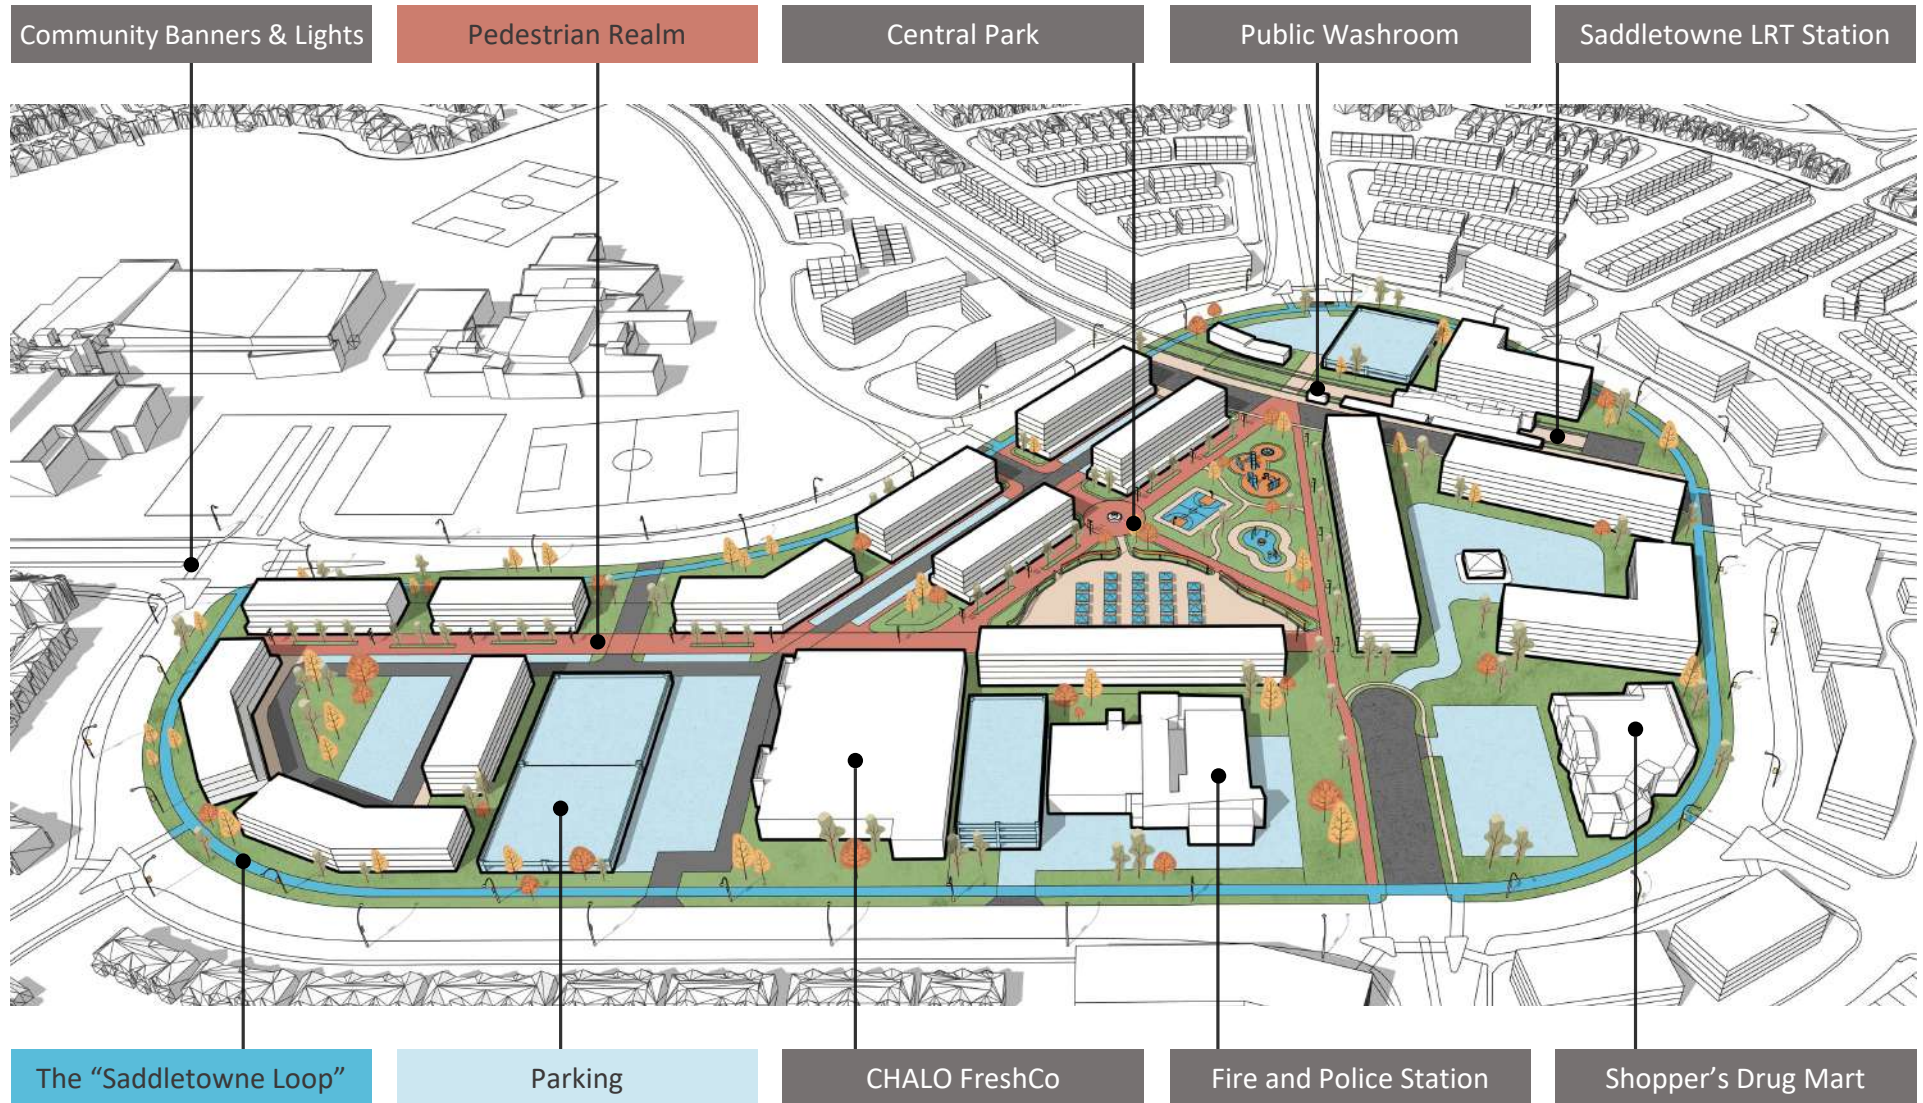 Community Banners & Lights
Pedestrian Realm
Central Park
Public Washroom
Saddletowne LRT Station
The “Saddletowne Loop”
Parking
CHALO FreshCo
Fire and Police Station
Shopper’s Drug Mart